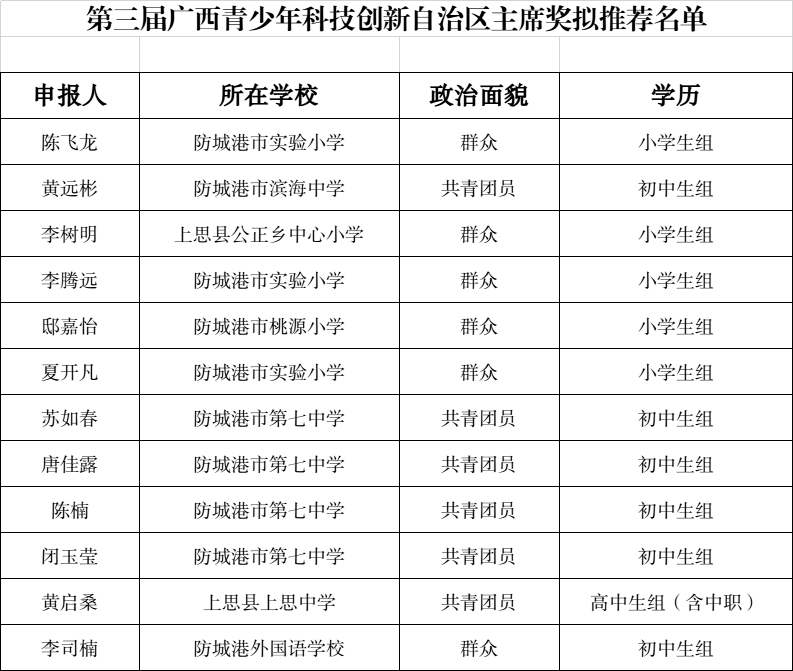 第三届广西青少年科技创新自治区主席奖拟推荐名单
申报人 所在学校 政治面貌 学历
陈飞龙 防城港市实验小学 群众 小学生组
黄远彬 防城港市滨海中学 共青团员 初中生组
李树明 上思县公正乡中心小学 群众 小学生组
李腾远 防城港市实验小学 群众 小学生组
邸嘉怡 防城港市桃源小学 群众 小学生组
夏开凡 防城港市实验小学 群众 小学生组
苏如春 防城港市第七中学 共青团员 初中生组
唐佳露 防城港市第七中学 共青团员 初中生组
陈楠 防城港市第七中学 共青团员 初中生组
闭玉莹 防城港市第七中学 共青团员 初中生组
黄启桑 上思县上思中学 共青团员 高中生组（含中职）
李司楠 防城港外国语学校 群众 初中生组